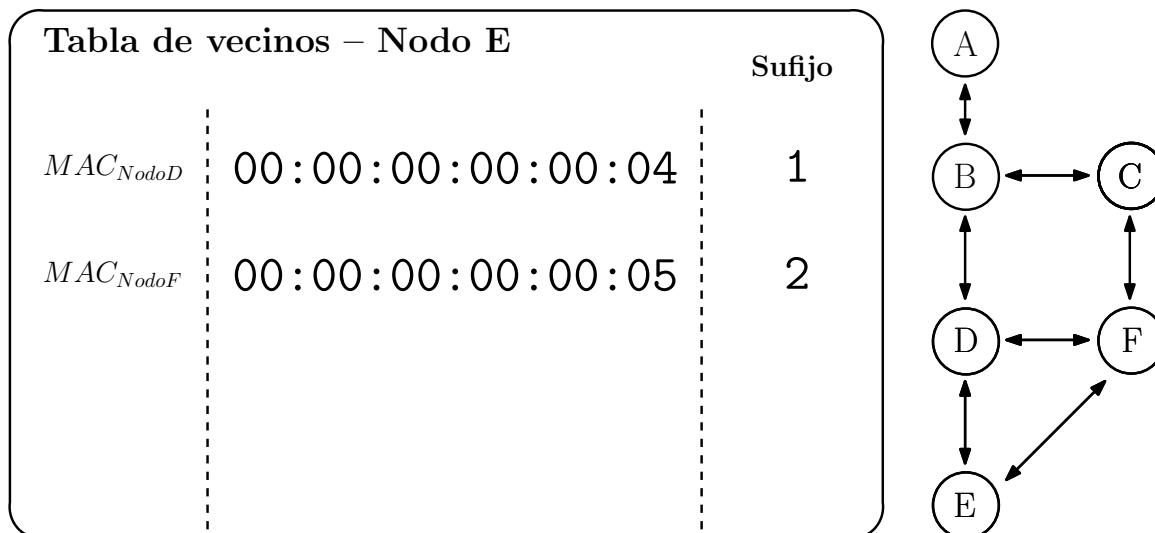 Tabla de vecinos – Nodo E
Sufijo
MAC_NodoD 00:00:00:00:00:04 1
MAC_NodoF 00:00:00:00:00:05 2
A
B C
D F
E